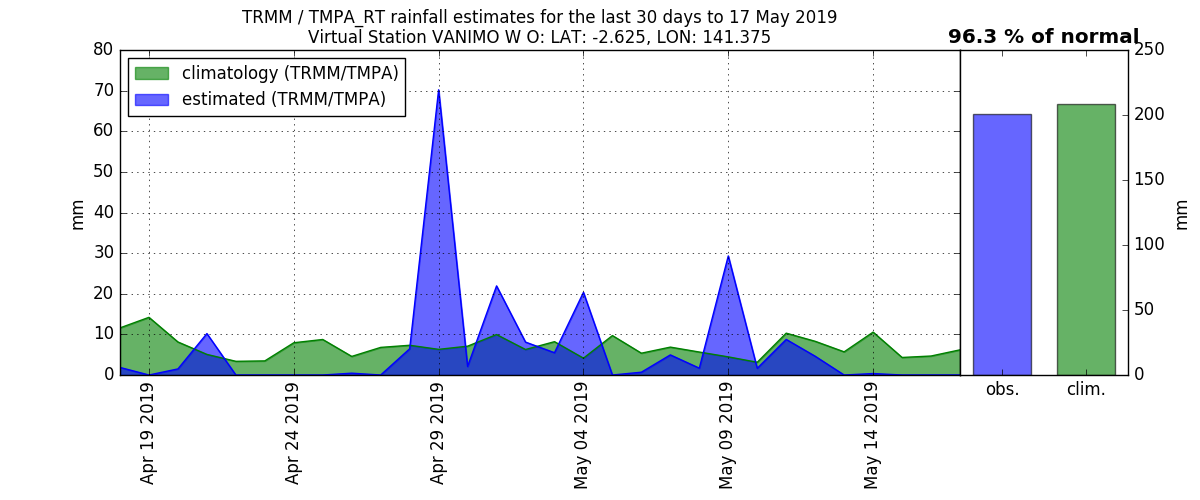 TRMM / TMPA_RT rainfall estimates for the last 30 days to 17 May 2019
Virtual Station VANIMO W O: LAT: -2.625, LON: 141.375
96.3 % of normal
climatology (TRMM/TMPA)
estimated (TRMM/TMPA)
80
70
60
50
40
30
20
10
0
mm
Apr 19 2019
Apr 24 2019
Apr 29 2019
May 04 2019
May 09 2019
May 14 2019
obs.
clim.
250
200
150
100
50
0
mm